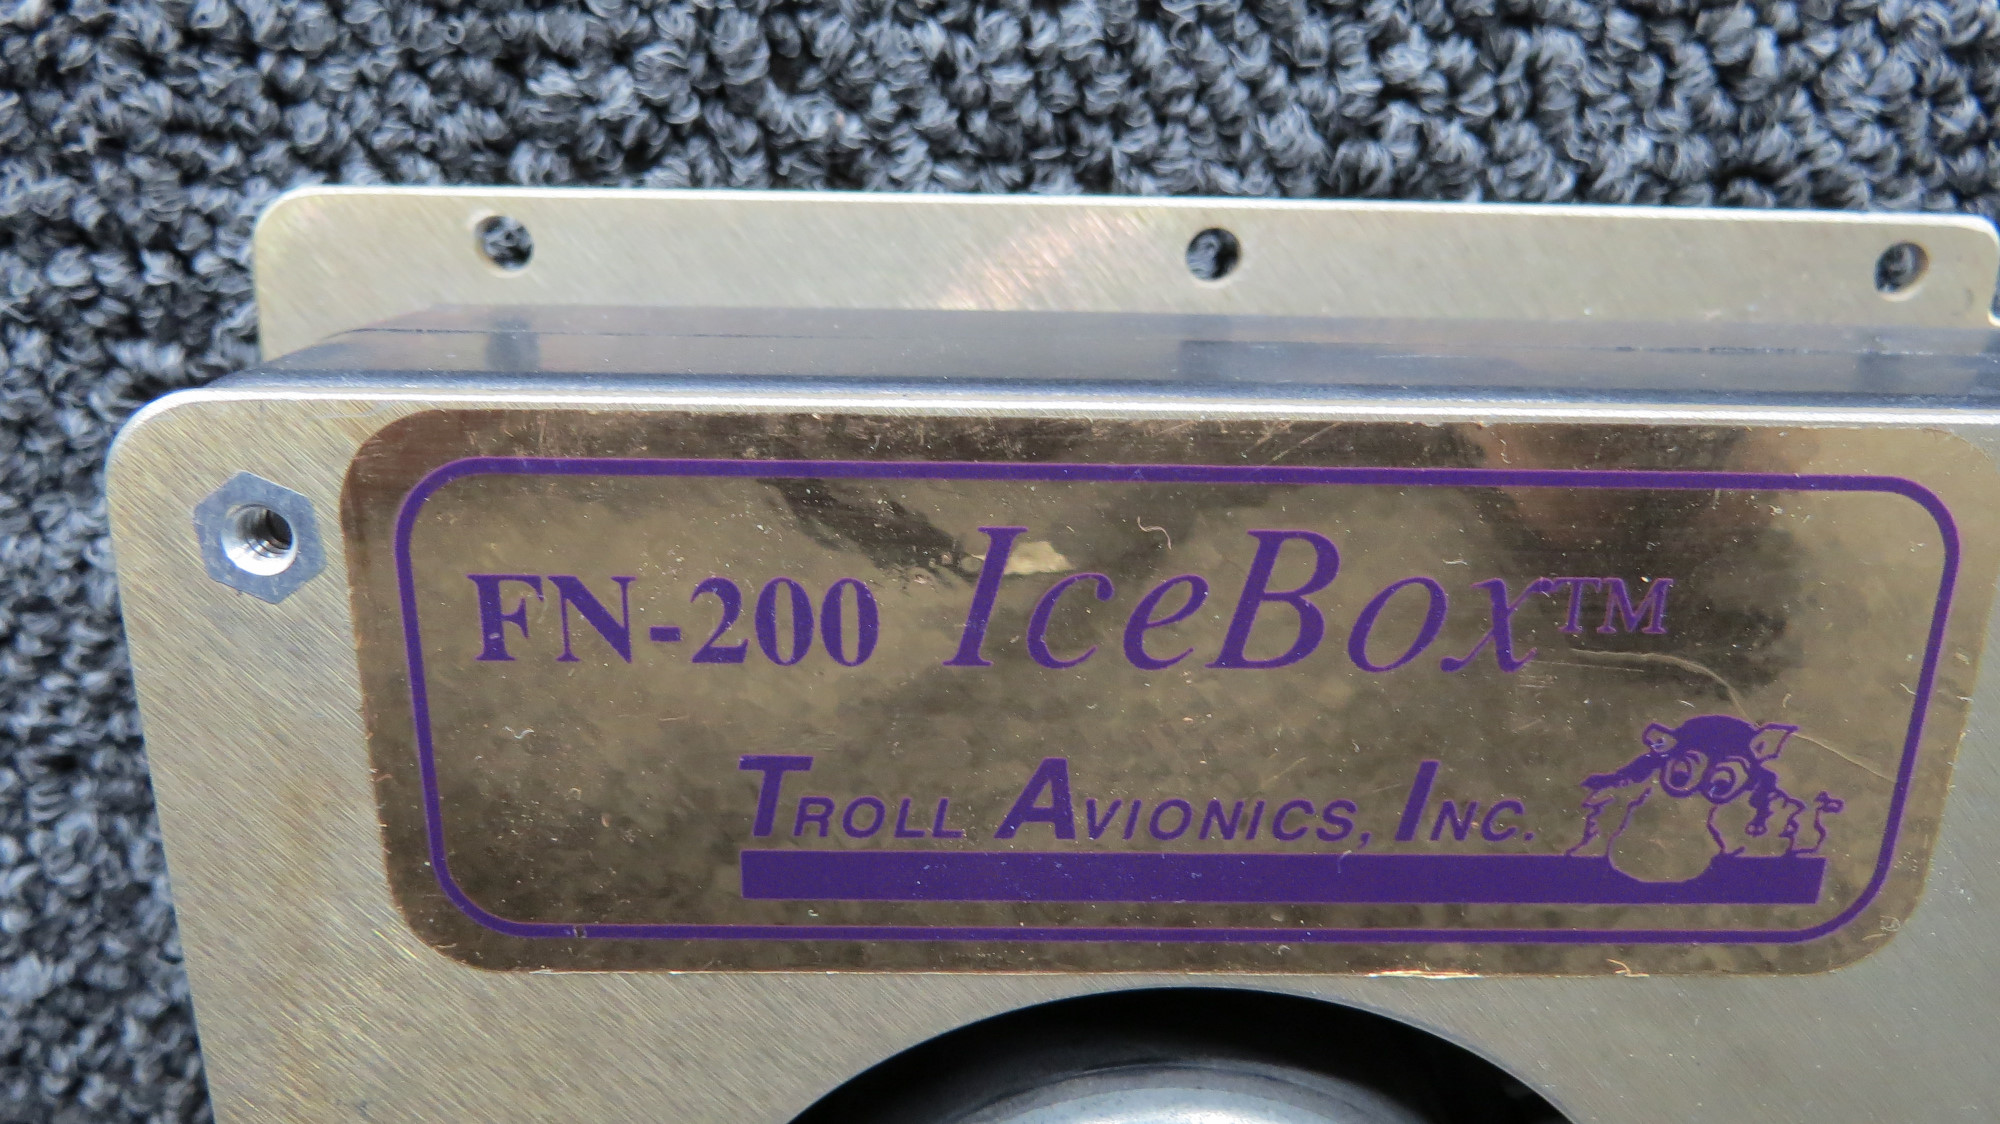 FN-200 IceBox™
TROLL AVIONICS, INC.